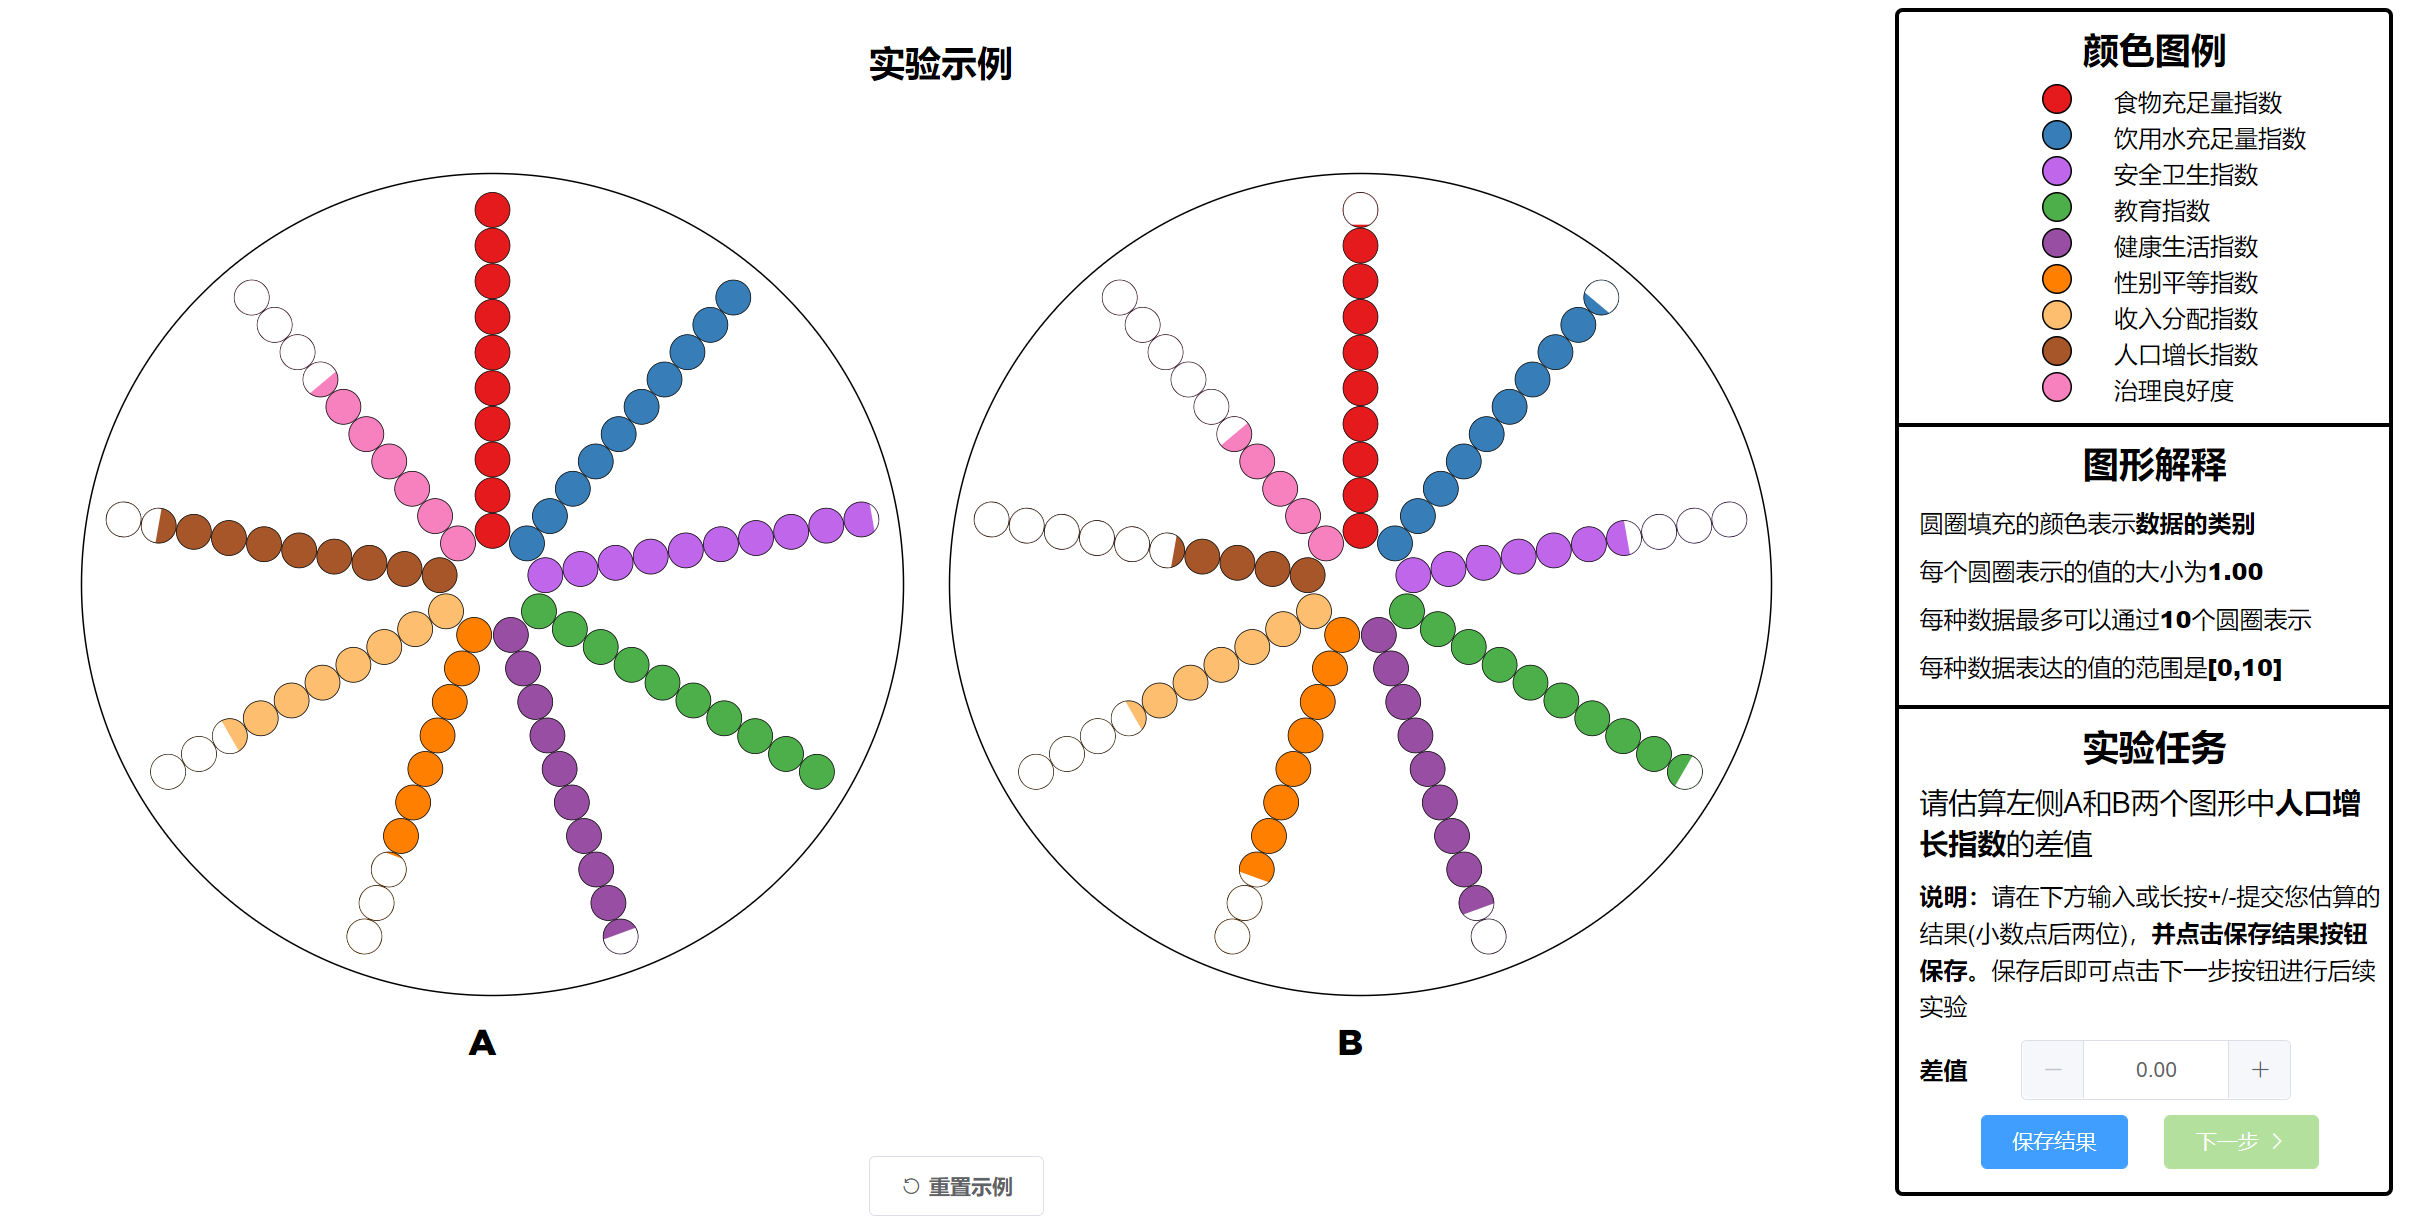 实验示例
A
B
重置示例
颜色图例
食物充足量指数
饮用水充足量指数
安全卫生指数
教育指数
健康生活指数
性别平等指数
收入分配指数
人口增长指数
治理良好度
图形解释
圆圈填充的颜色表示数据的类别
每个圆圈表示的值的大小为1.00
每种数据最多可以通过10个圆圈表示
每种数据表达的值的范围是[0,10]
实验任务
请估算左侧A和B两个图形中人口增
长指数的差值
说明：请在下方输入或长按+/-提交您估算的
结果(小数点后两位)，并点击保存结果按钮
保存。保存后即可点击下一步按钮进行后续
实验
差值
0.00
保存结果
下一步